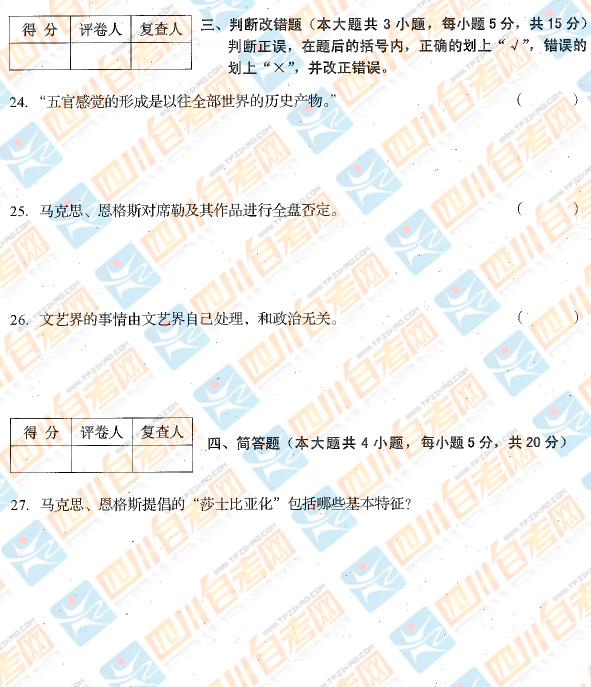 得 分 评卷人 复查人
三、判断改错题（本大题共 3 小题，每小题 5 分，共 15 分）
判断正误，在题后的括号内，正确的划上“√”，错误的
划上“×”，并改正错误。
24. “五官感觉的形成是以往全部世界的历史产物。” （ ）
25. 马克思、恩格斯对席勒及其作品进行全盘否定。 （ ）
26. 文艺界的事情由文艺界自己处理，和政治无关。 （ ）
得 分 评卷人 复查人
四、简答题（本大题共 4 小题，每小题 5 分，共 20 分）
27. 马克思、恩格斯提倡的“莎士比亚化”包括哪些基本特征？
四川自考网
WWW.TPZIKAO.COM